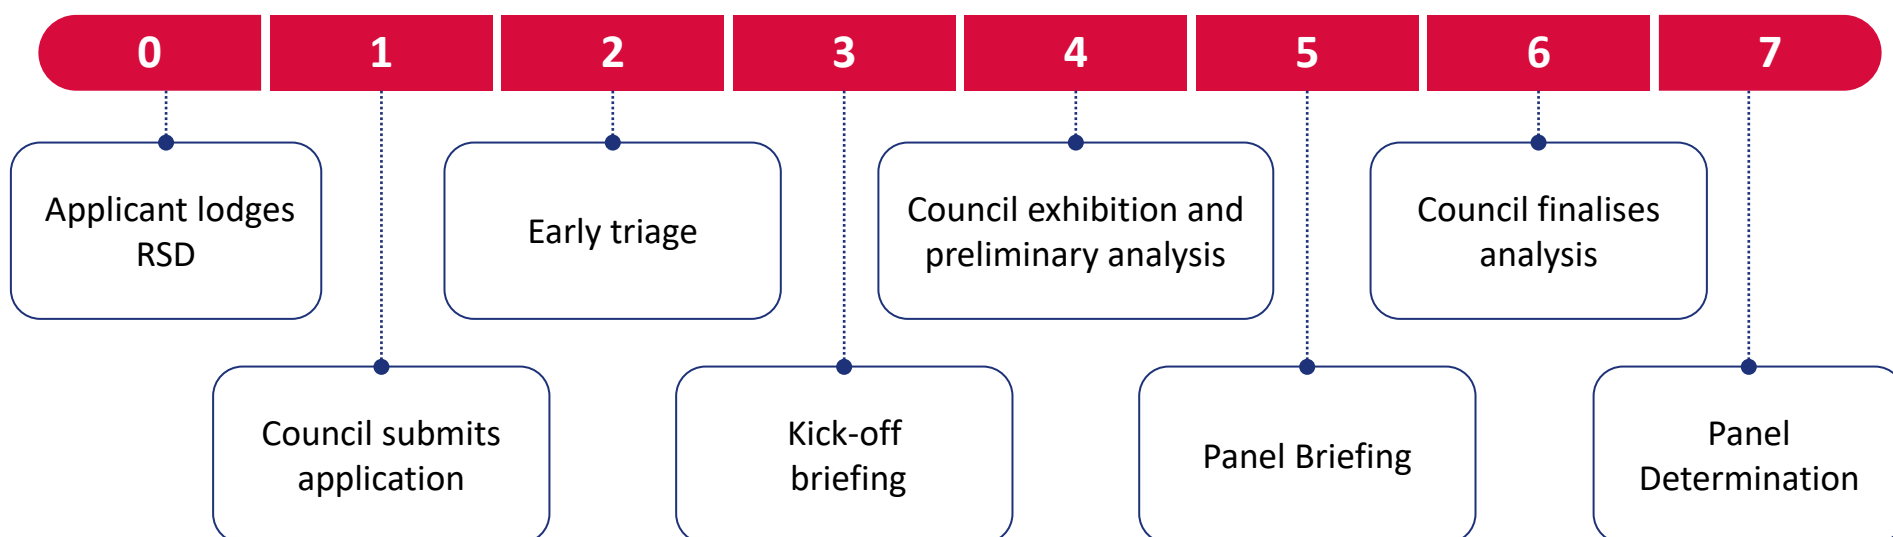 0 1 2 3 4 5 6 7
Applicant lodges
RSD
Council submits
application
Early triage
Kick-off
briefing
Council exhibition and
preliminary analysis
Panel Briefing
Council finalises
analysis
Panel
Determination